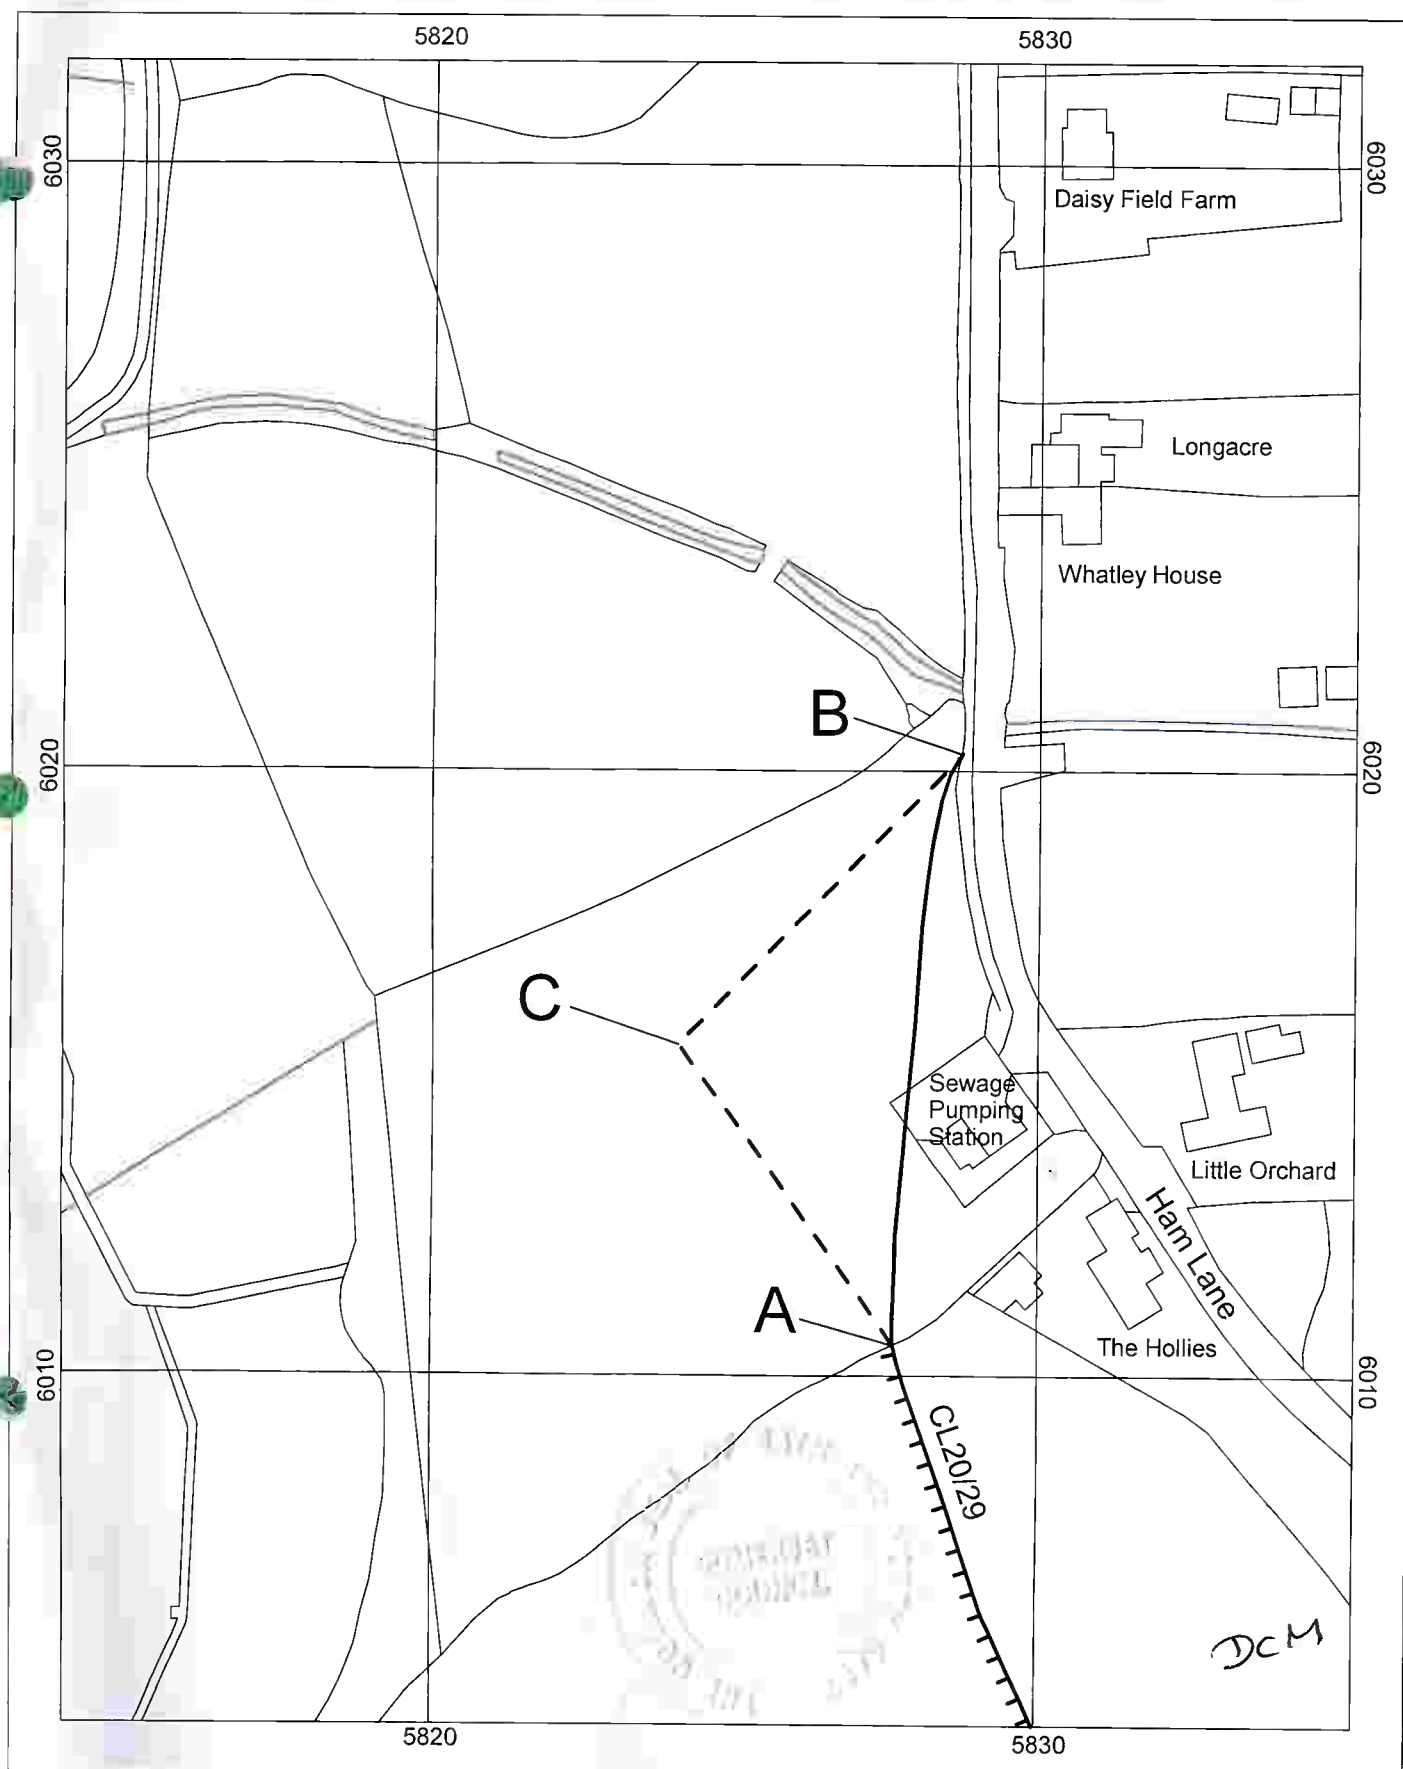 5820
5830
6030
6030
Daisy Field Farm
Longacre
Whatley House
B
6020
6020
C
Sewage
Pumping
Station
Little Orchard
Ham Lane
A
The Hollies
6010
6010
CL20/29
DCM
5820
5830